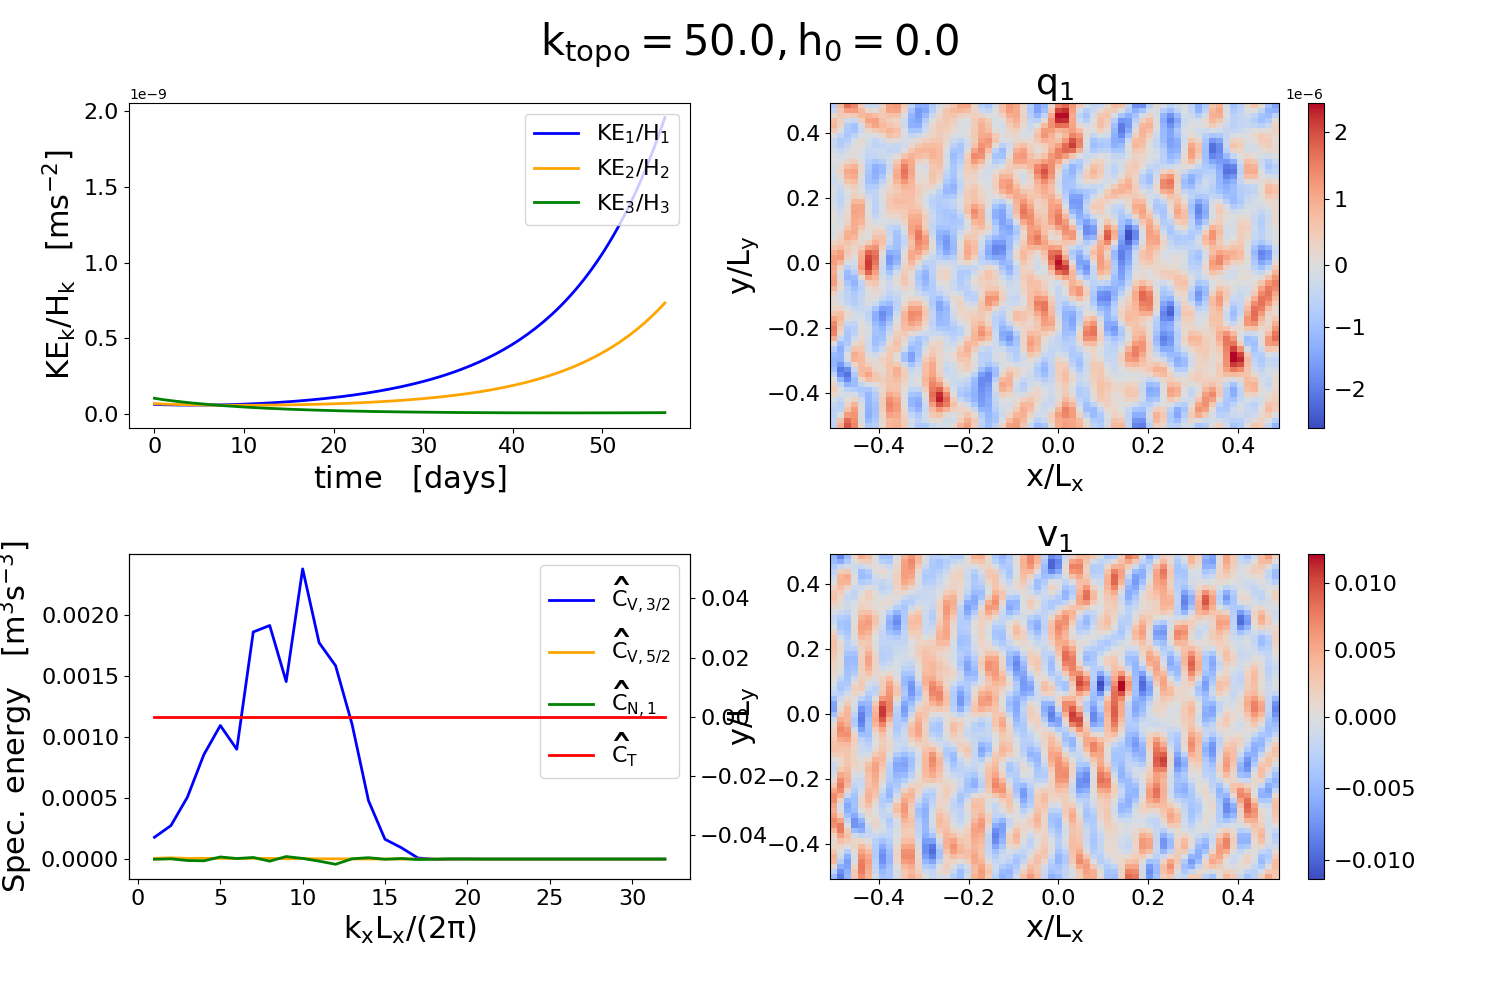 k_topo = 50.0, h_0 = 0.0
1e−9
2.0
1.5
1.0
0.5
0.0
KE_k/H_k [ms^−2]
KE_1/H_1
KE_2/H_2
KE_3/H_3
0 10 20 30 40 50
time [days]
q_1
1e−6
0.4
0.2
0.0
−0.2
−0.4
y/L_y
−0.4 −0.2 0.0 0.2 0.4
x/L_x
2
1
0
−1
−2
Spec. energy [m^3s^−3]
0.0020
0.0015
0.0010
0.0005
0.0000
Ĉ_V, 3/2
Ĉ_V, 5/2
Ĉ_N, 1
Ĉ_T
0.04
0.02
0.00
−0.02
−0.04
0 5 10 15 20 25 30
k_xL_x/(2π)
v_1
y/L_y
0.4
0.2
0.0
−0.2
−0.4
−0.4 −0.2 0.0 0.2 0.4
x/L_x
0.010
0.005
0.000
−0.005
−0.010